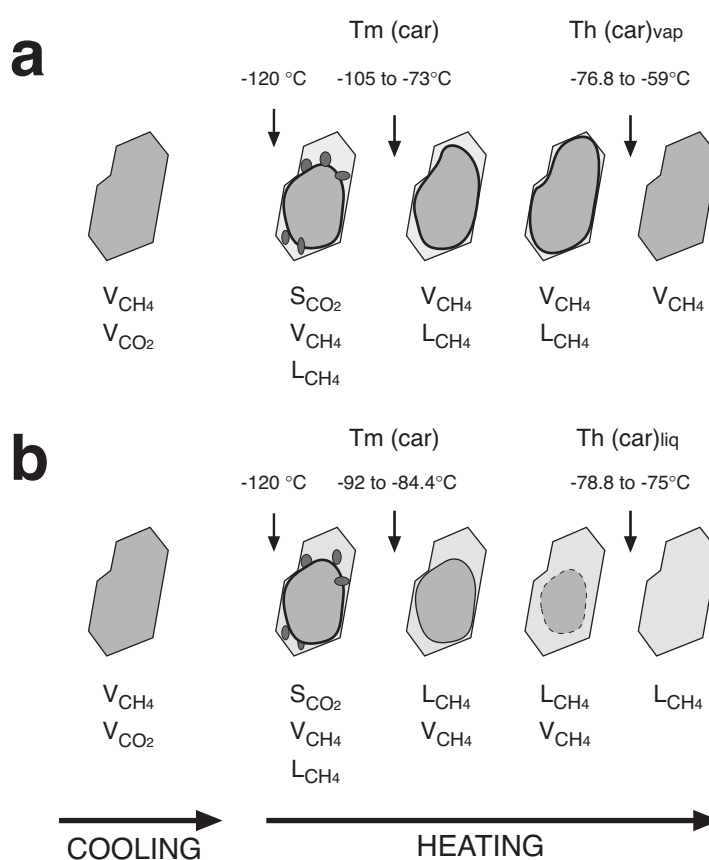 a
Tm (car) Th (car)vap
-120 °C -105 to -73°C -76.8 to -59°C
VCH4 SCO2 VCH4 VCH4 VCH4
VCO2 VCH4 LCH4 LCH4
LCH4
b
Tm (car) Th (car)liq
-120 °C -92 to -84.4°C -78.8 to -75°C
VCH4 SCO2 LCH4 LCH4 LCH4
VCO2 VCH4 VCH4 VCH4
LCH4
COOLING HEATING